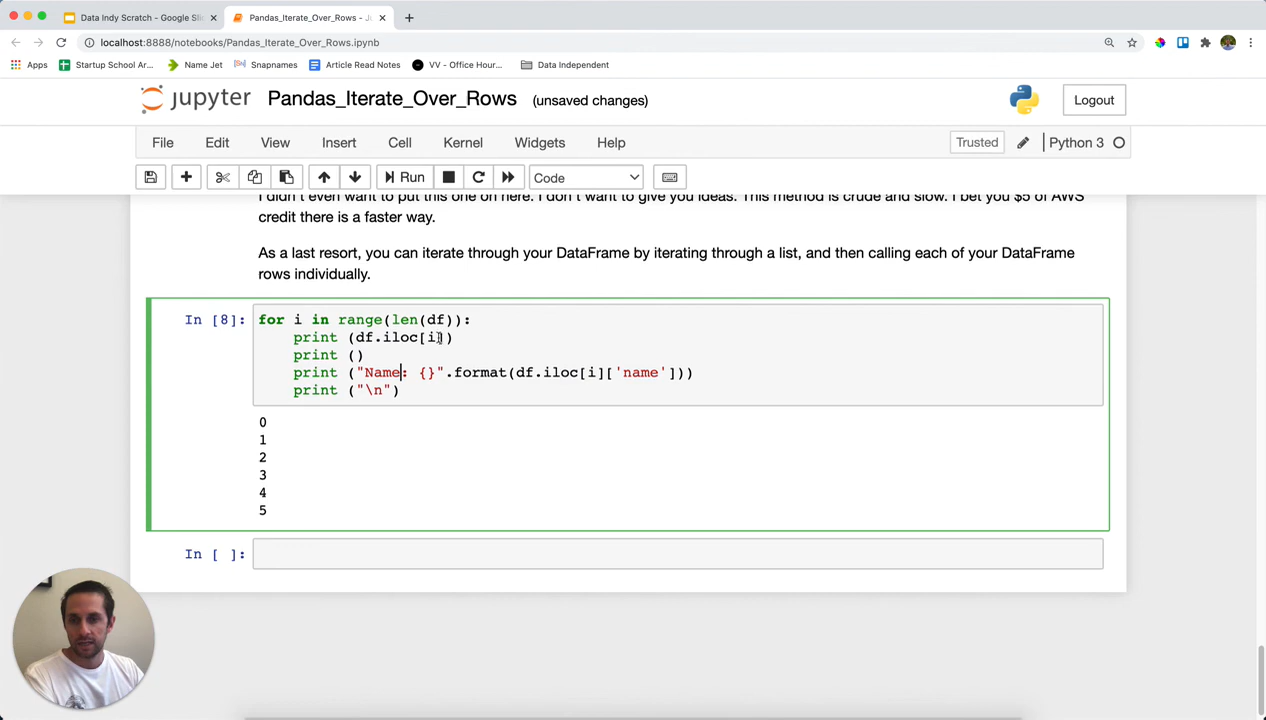 Data Indy Scratch - Google Sli
Pandas_Iterate_Over_Rows - Ju
localhost:8888/notebooks/Pandas_Iterate_Over_Rows.ipynb
Apps Startup School Ar... Name Jet Snapnames Article Read Notes VV - Office Hour... Data Independent
jupyter Pandas_Iterate_Over_Rows (unsaved changes) Logout
File Edit View Insert Cell Kernel Widgets Help Trusted Python 3
Run Code
I didn't even want to put this one on here. I don't want to give you ideas. This method is crude and slow. I bet you $5 of AWS
credit there is a faster way.
As a last resort, you can iterate through your DataFrame by iterating through a list, and then calling each of your DataFrame
rows individually.
In [8]: for i in range(len(df)):
print (df.iloc[i])
print ()
print ("Name: {}".format(df.iloc[i]['name']))
print ("\n")
0
1
2
3
4
5
In [ ]: